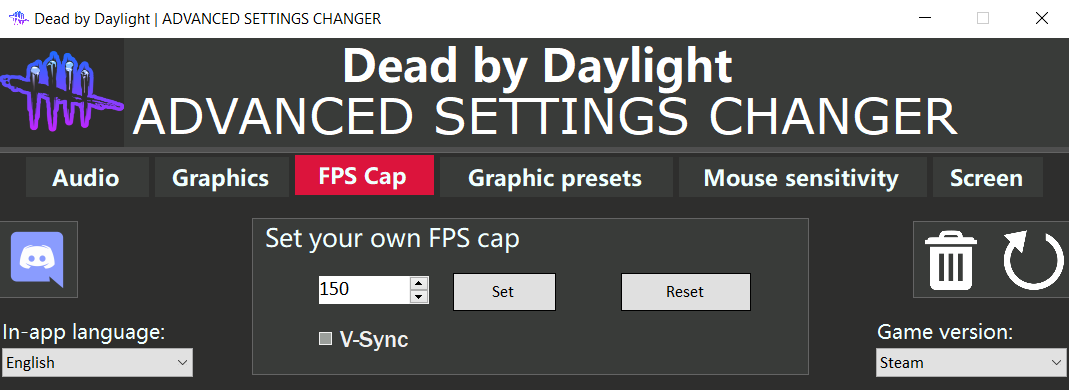 Dead by Daylight | ADVANCED SETTINGS CHANGER
Dead by Daylight
ADVANCED SETTINGS CHANGER
Audio Graphics FPS Cap Graphic presets Mouse sensitivity Screen
Set your own FPS cap
150 Set Reset
V-Sync
In-app language:
English
Game version:
Steam